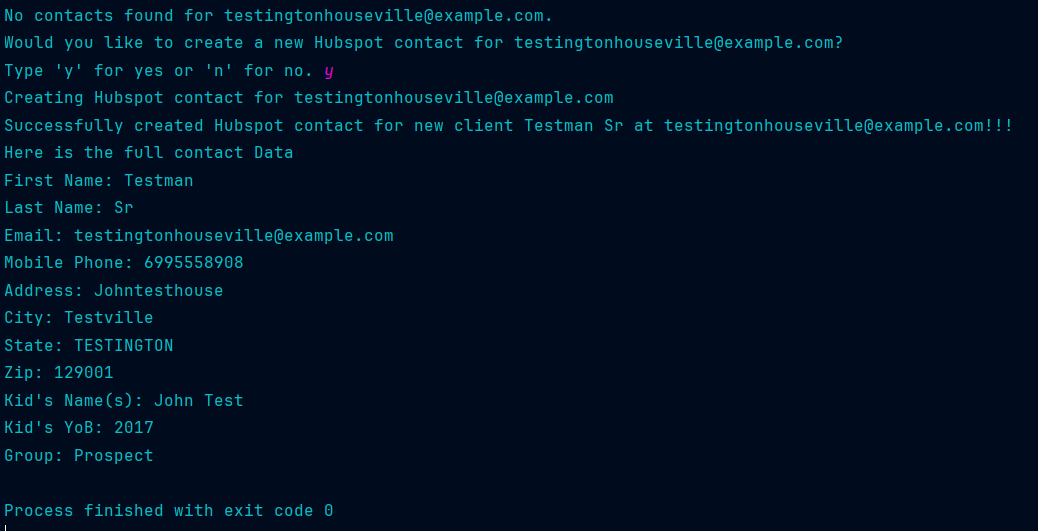 No contacts found for testingtonhouseville@example.com.
Would you like to create a new Hubspot contact for testingtonhouseville@example.com?
Type 'y' for yes or 'n' for no. y
Creating Hubspot contact for testingtonhouseville@example.com
Successfully created Hubspot contact for new client Testman Sr at testingtonhouseville@example.com!!!
Here is the full contact Data
First Name: Testman
Last Name: Sr
Email: testingtonhouseville@example.com
Mobile Phone: 6995558908
Address: Johntesthouse
City: Testville
State: TESTINGTON
Zip: 129001
Kid's Name(s): John Test
Kid's YoB: 2017
Group: Prospect
Process finished with exit code 0